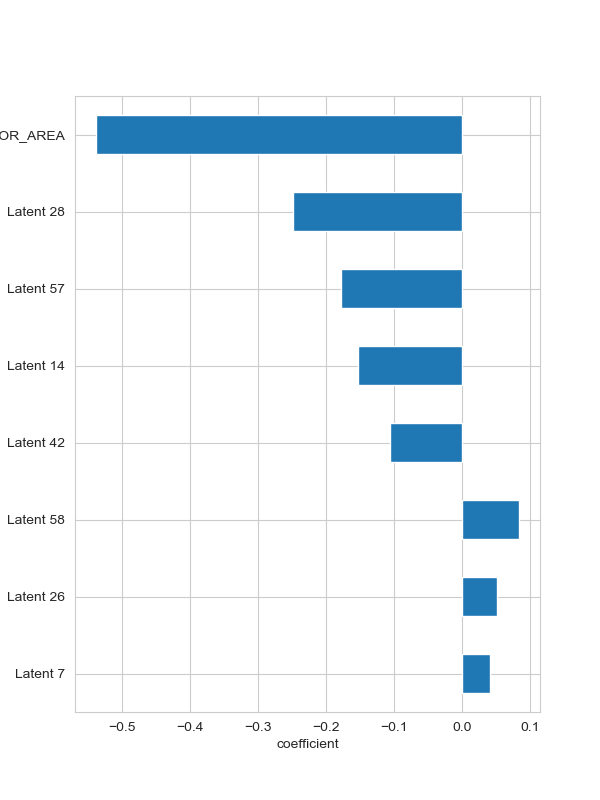 OR_AREA
Latent 28
Latent 57
Latent 14
Latent 42
Latent 58
Latent 26
Latent 7
−0.5 −0.4 −0.3 −0.2 −0.1 0.0 0.1
coefficient